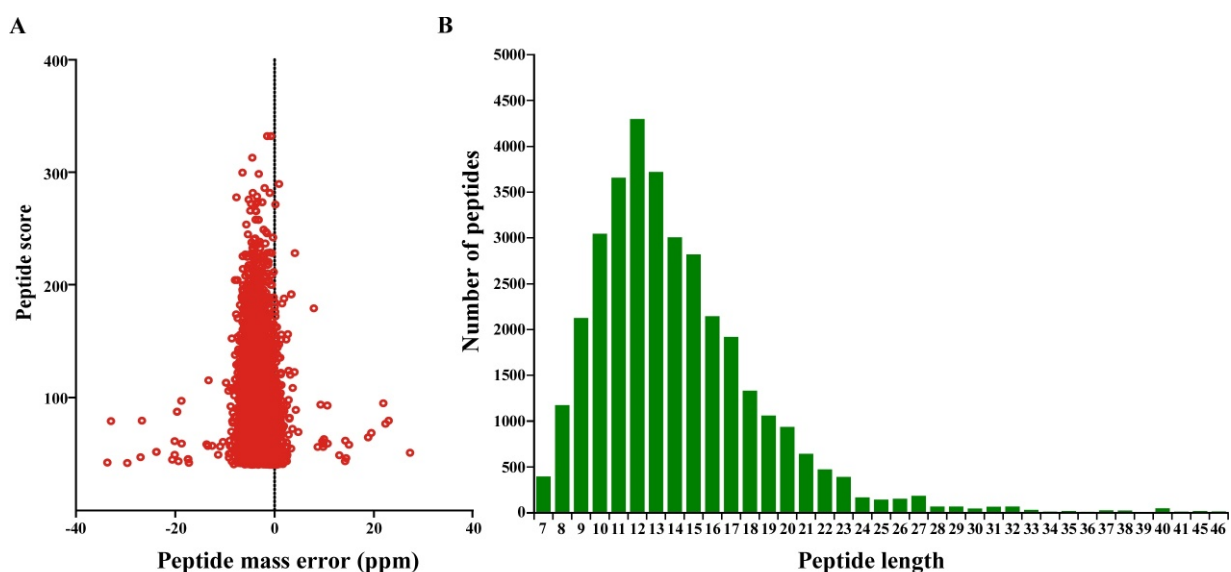 A
400
300
200
100
Peptide score
-40
-20
0
20
40
Peptide mass error (ppm)
B
5000
4500
4000
3500
3000
2500
2000
1500
1000
500
0
Number of peptides
7 8 9 10 11 12 13 14 15 16 17 18 19 20 21 22 23 24 25 26 27 28 29 30 31 32 33 34 35 37 38 39 40 41 45 46
Peptide length